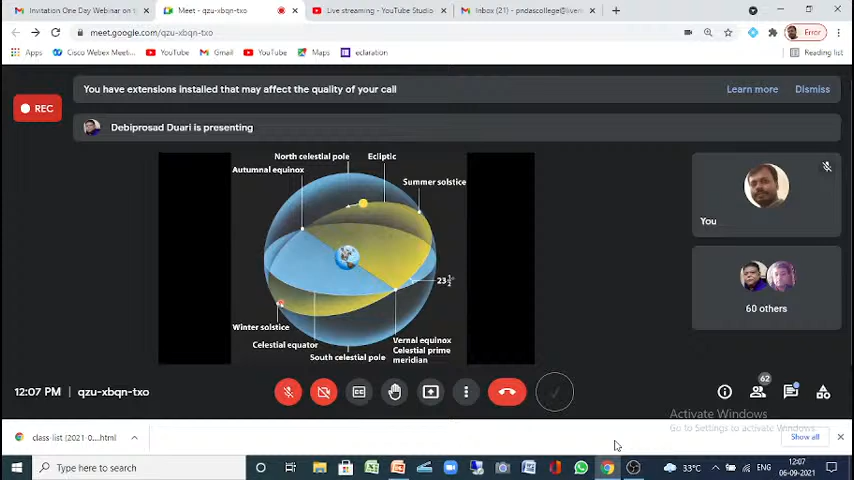 Invitation One Day Webinar on t
Meet - qzu-xbqn-txo
Live streaming - YouTube Studio
Inbox (21) - pndascollege@liven
meet.google.com/qzu-xbqn-txo
Error
Apps
Cisco Webex Meet...
YouTube
Gmail
YouTube
Maps
eclaration
Reading list
You have extensions installed that may affect the quality of your call
Learn more
Dismiss
REC
Debiprosad Duari is presenting
North celestial pole
Ecliptic
Autumnal equinox
Summer solstice
23½°
Winter solstice
Celestial equator
South celestial pole
Vernal equinox
Celestial prime
meridian
You
60 others
12:07 PM
qzu-xbqn-txo
62
Activate Windows
Go to Settings to activate Windows.
class-list (2021-0....html
Show all
Type here to search
33°C
ENG
12:07
06-09-2021